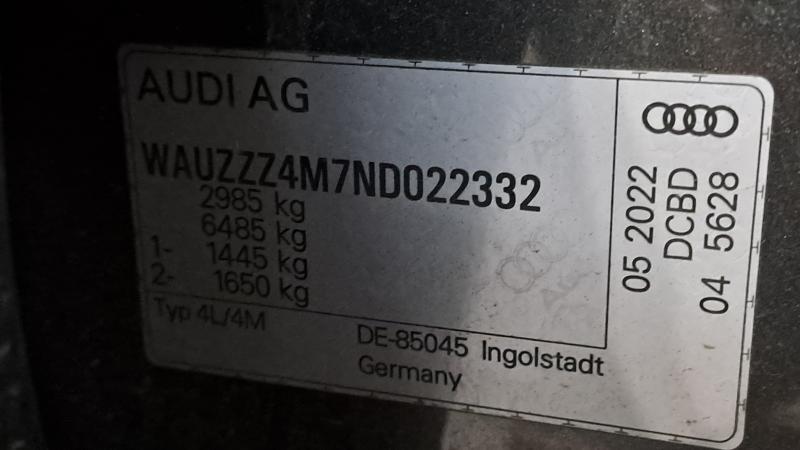 AUDI AG
WAUZZZ4M7ND022332
2985 kg
6485 kg
1- 1445 kg
2- 1650 kg
Typ 4L/4M
DE-85045 Ingolstadt
Germany
05 2022
DCBD
04 5628